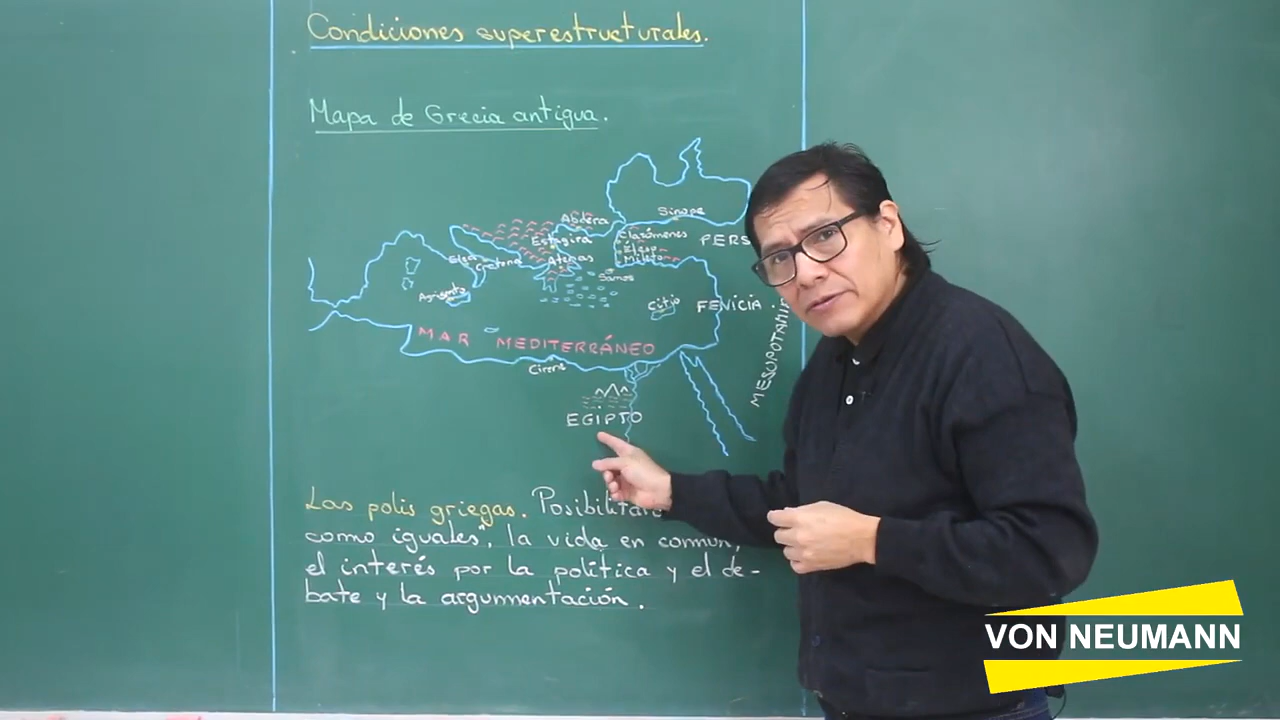 Condiciones superestructurales.
Mapa de Grecia antigua.
Abdera
Sinope
Estagira
Clazómenes
PERS
Elea
Crotona
Atenas
Éfeso
Mileto
Samos
Agrigento
Citio
FENICIA
MAR MEDITERRÁNEO
MESOPOTAMIA
Cirene
EGIPTO
Las polis griegas. Posibilitaro
como iguales", la vida en común,
el interés por la política y el de-
bate y la argumentación.
VON NEUMANN